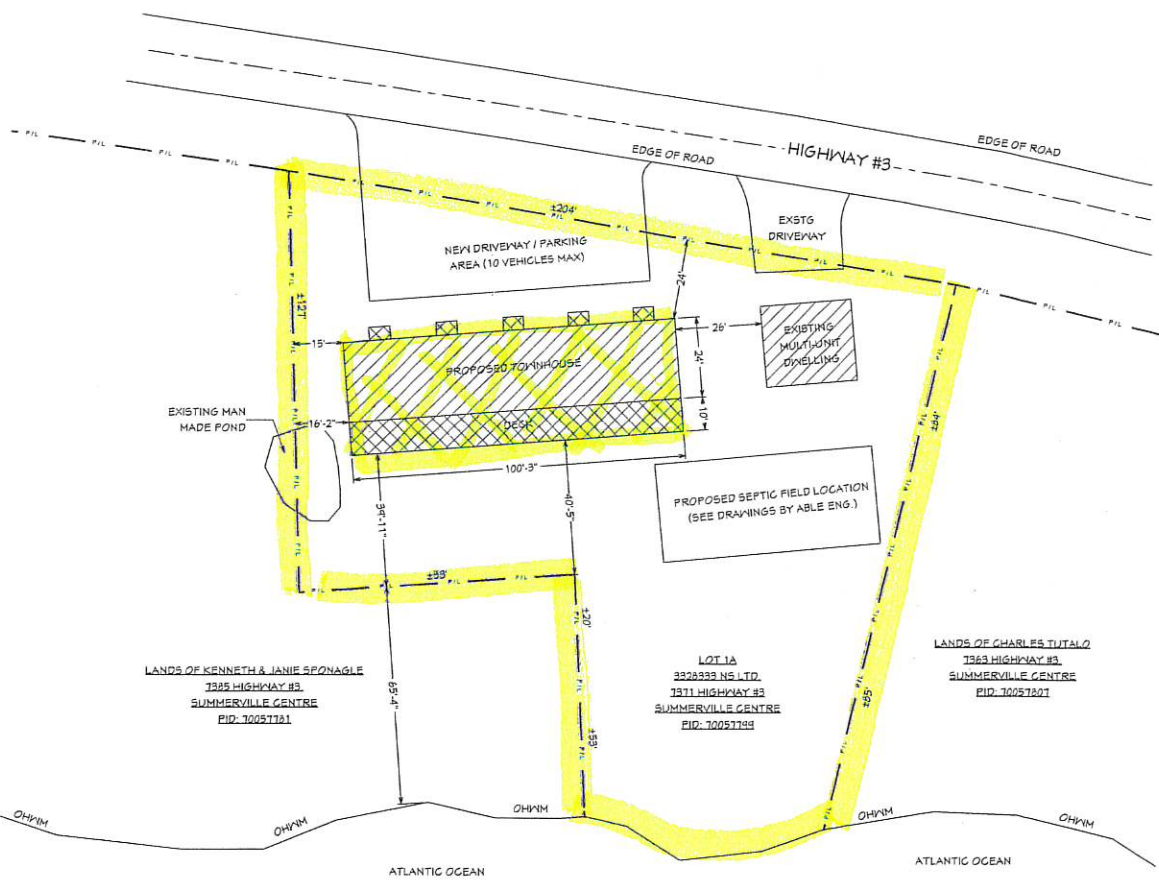 EDGE OF ROAD
HIGHWAY #3
EDGE OF ROAD
P/L P/L P/L P/L P/L
±204'
P/L P/L P/L P/L P/L P/L P/L P/L P/L P/L
EXSTG
DRIVEWAY
NEW DRIVEWAY / PARKING
AREA (10 VEHICLES MAX)
24'
±127'
15'
26'
EXISTING
MULTI-UNIT
DWELLING
PROPOSED TOWNHOUSE
24'
EXISTING MAN
MADE POND
16'-2"
DECK
10'
±84'
100'-3"
PROPOSED SEPTIC FIELD LOCATION
(SEE DRAWINGS BY ABLE ENG.)
39'-11"
40'-5"
P/L P/L P/L
±20'
LANDS OF KENNETH & JANIE SPONAGLE
7385 HIGHWAY #3
SUMMERVILLE CENTRE
PID: 70057781
65'-4"
LOT 1A
3328333 NS LTD.
7371 HIGHWAY #3
SUMMERVILLE CENTRE
PID: 70057799
LANDS OF CHARLES TUTALO
7363 HIGHWAY #3
SUMMERVILLE CENTRE
PID: 70057807
±85'
±53'
OHWM
OHWM
OHWM
OHWM
OHWM
ATLANTIC OCEAN
ATLANTIC OCEAN